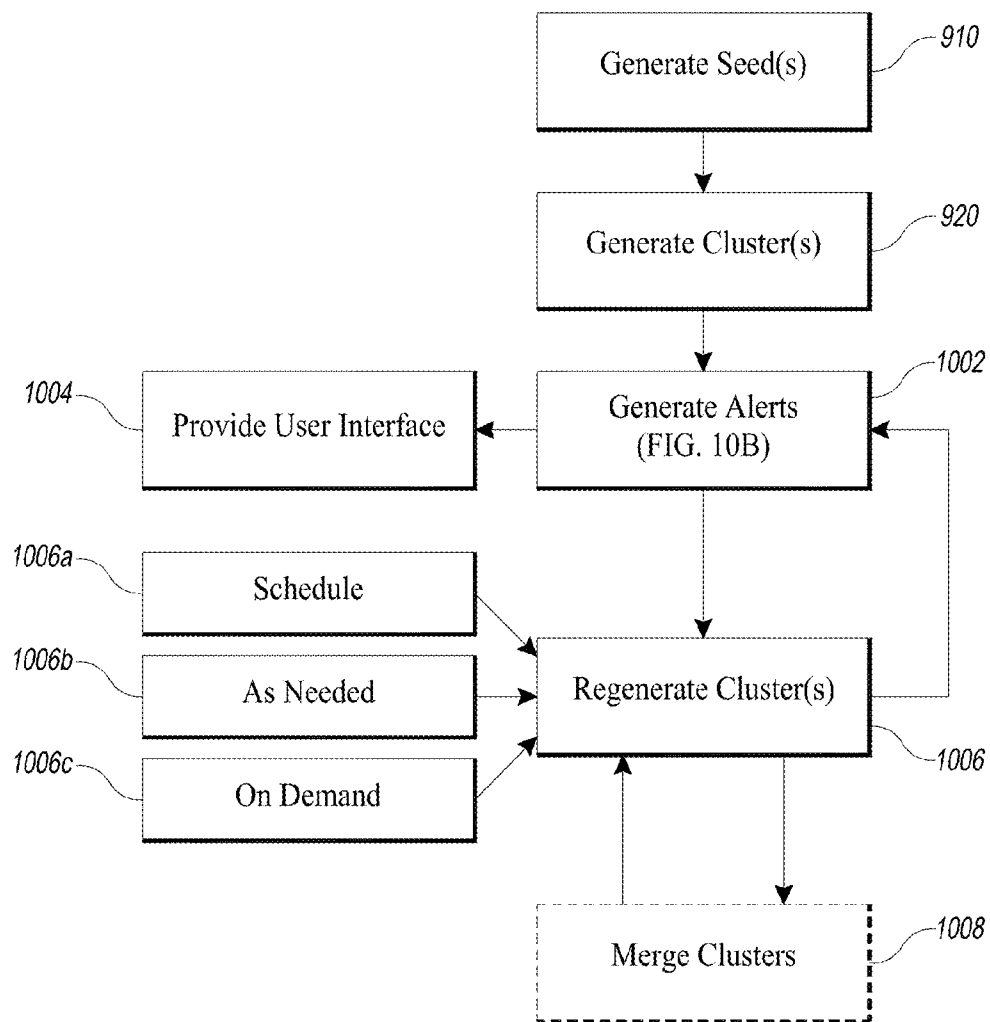 Generate Seed(s)
910
Generate Cluster(s)
920
1004
Provide User Interface
Generate Alerts
(FIG. 10B)
1002
1006a
Schedule
1006b
As Needed
1006c
On Demand
Regenerate Cluster(s)
1006
Merge Clusters
1008